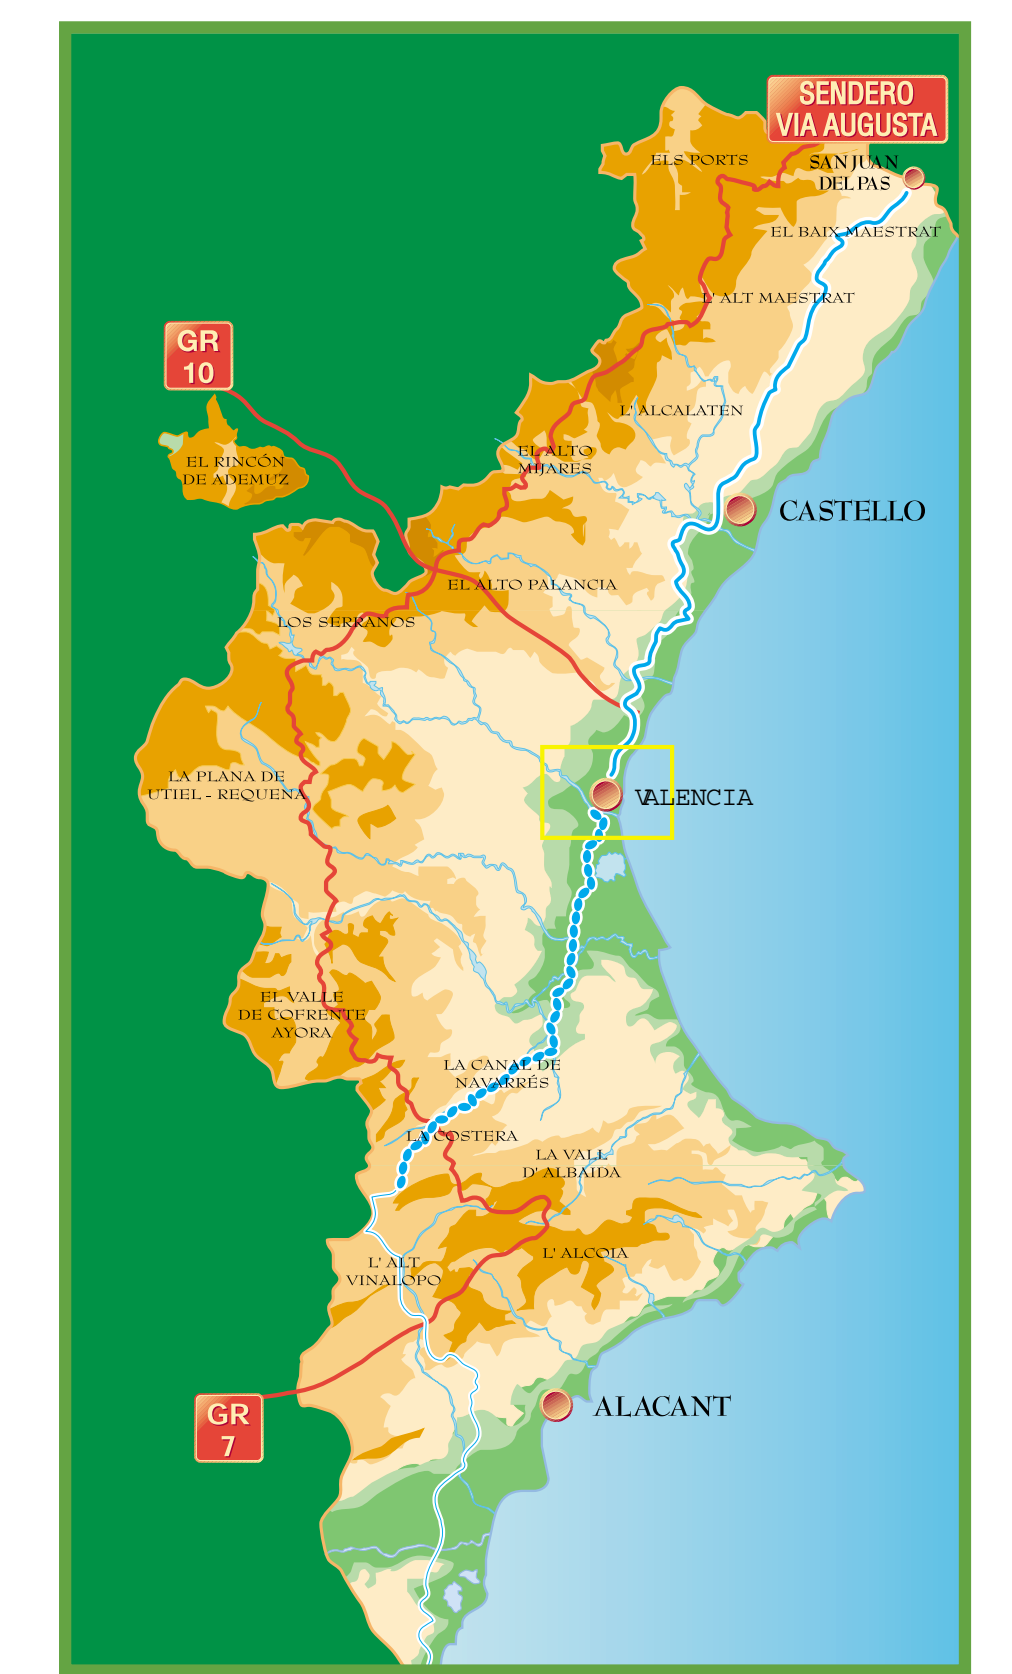 SENDERO
VIA AUGUSTA
ELS PORTS
SAN JUAN
DEL PAS
EL BAIX MAESTRAT
L' ALT MAESTRAT
GR
10
L' ALCALATEN
EL ALTO
MIJARES
EL RINCÓN
DE ADEMUZ
CASTELLO
EL ALTO PALANCIA
LOS SERRANOS
LA PLANA DE
UTIEL - REQUENA
VALENCIA
EL VALLE
DE COFRENTE
AYORA
LA CANAL DE
NAVARRÉS
LA COSTERA
LA VALL
D' ALBAIDA
L' ALCOIA
L' ALT
VINALOPO
GR
7
ALACANT